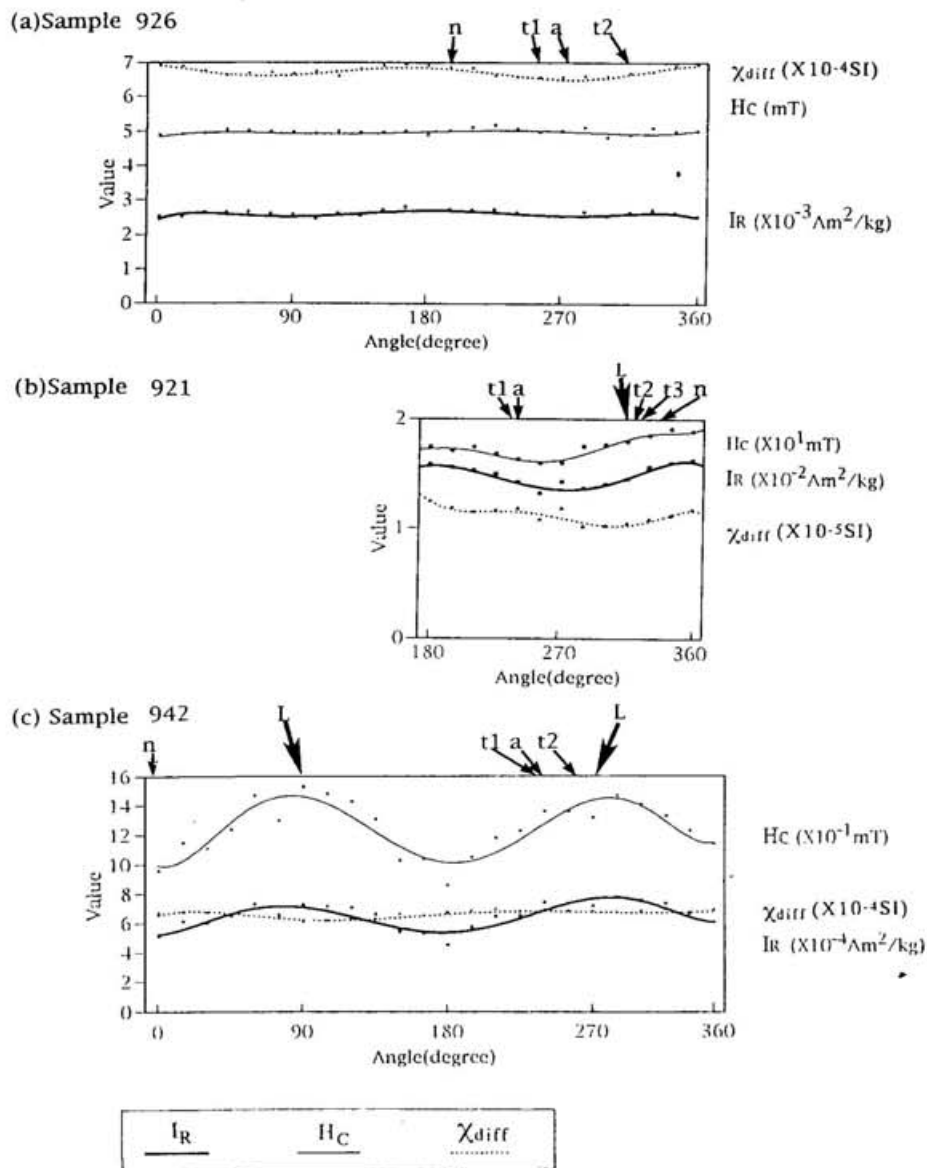 (a)Sample 926
n t1 a t2
7
6
5
4
3
2
1
0
Value
0 90 180 270 360
Angle(degree)
χdiff (X10-4SI)
HC (mT)
IR (X10-3Am2/kg)
(b)Sample 921
L
t1 a t2 t3 n
2
1
0
Value
180 270 360
Angle(degree)
HC (X101mT)
IR (X10-2Am2/kg)
χdiff (X10-5SI)
(c) Sample 942
L L
n t1 a t2
16
14
12
10
8
6
4
2
0
Value
0 90 180 270 360
Angle(degree)
HC (X10-1mT)
χdiff (X10-4SI)
IR (X10-4Am2/kg)
IR HC χdiff